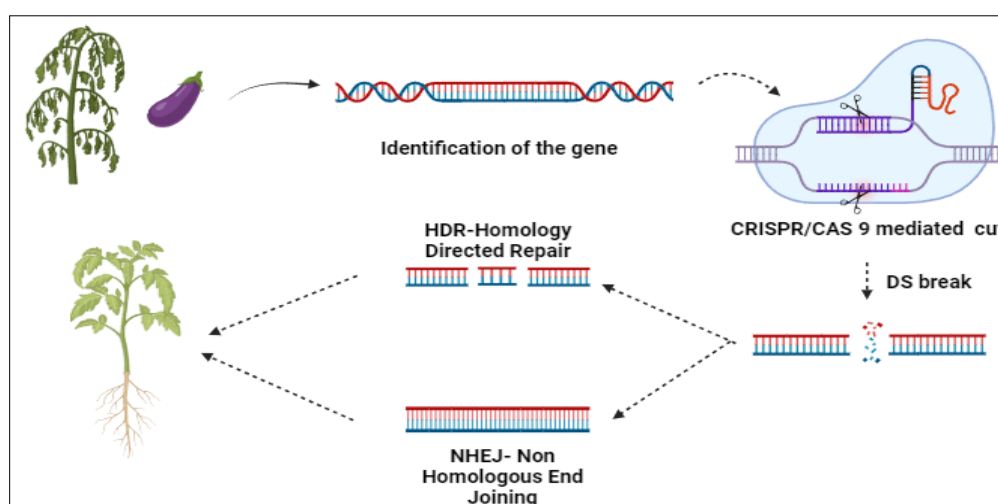 Identification of the gene
CRISPR/CAS 9 mediated cu
DS break
HDR-Homology
Directed Repair
NHEJ- Non
Homologous End
Joining